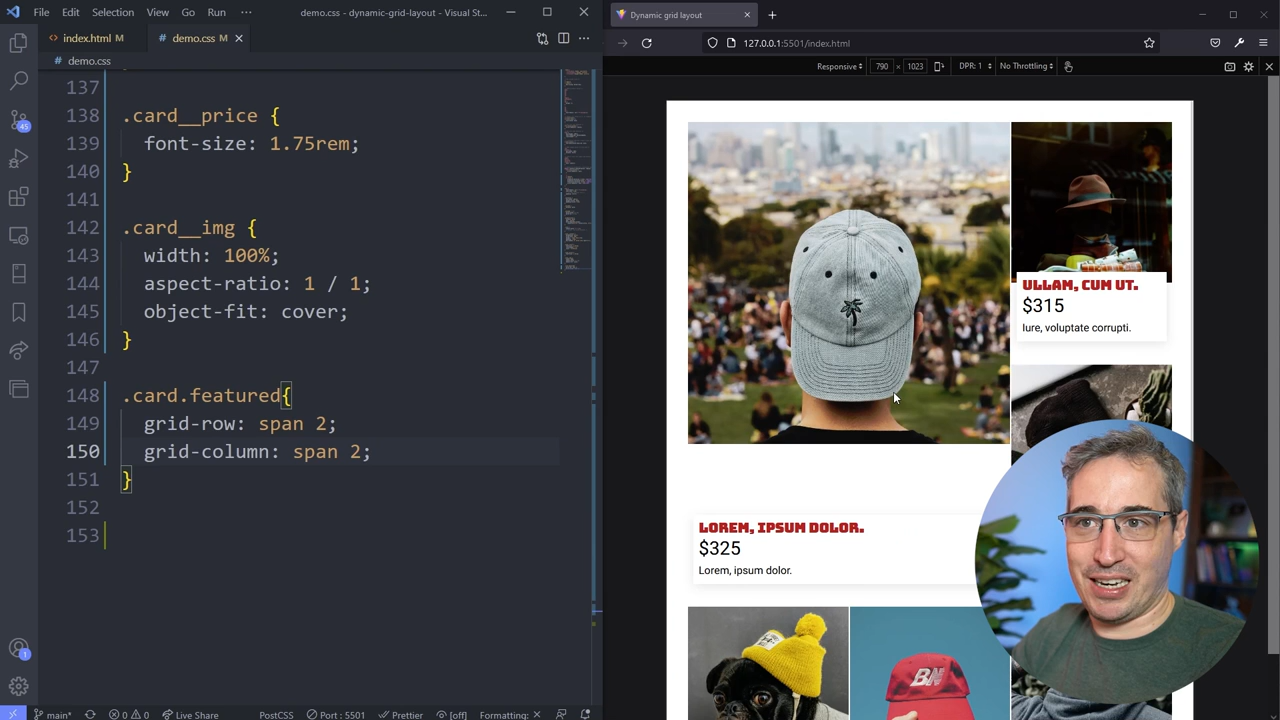 File Edit Selection View Go Run ··· demo.css - dynamic-grid-layout - Visual St...
index.html M demo.css M
demo.css
137
138 .card__price {
139 font-size: 1.75rem;
140 }
141
142 .card__img {
143 width: 100%;
144 aspect-ratio: 1 / 1;
145 object-fit: cover;
146 }
147
148 .card.featured{
149 grid-row: span 2;
150 grid-column: span 2;
151 }
152
153
45
1
main* 0 0 Live Share PostCSS Port : 5501 Prettier [off] Formatting:
Dynamic grid layout
127.0.0.1:5501/index.html
Responsive 790 × 1023 DPR: 1 No Throttling
ULLAM, CUM UT.
$315
Iure, voluptate corrupti.
LOREM, IPSUM DOLOR.
$325
Lorem, ipsum dolor.
BN